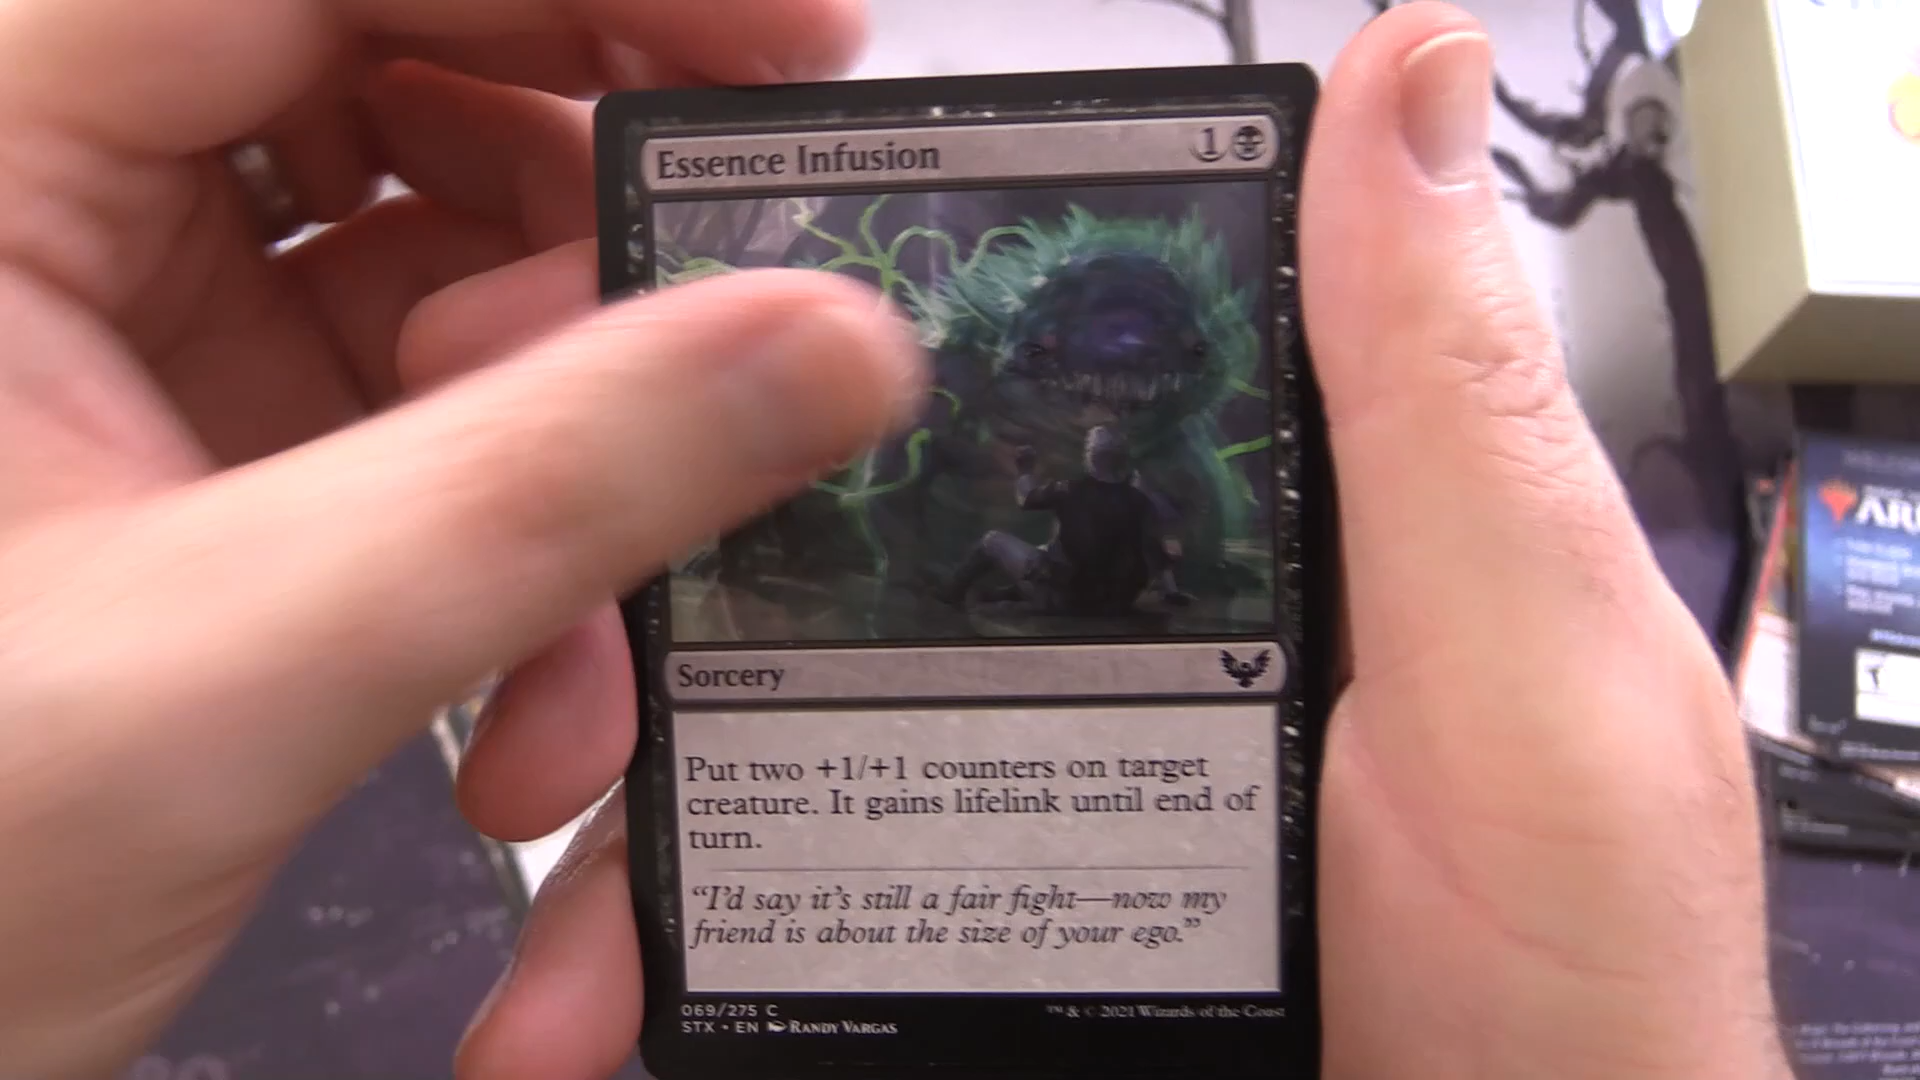 Essence Infusion 1
Sorcery
Put two +1/+1 counters on target
creature. It gains lifelink until end of
turn.
“I’d say it’s still a fair fight—now my
friend is about the size of your ego.”
069/275 C
STX • EN RANDY VARGAS
™ & © 2021 Wizards of the Coast